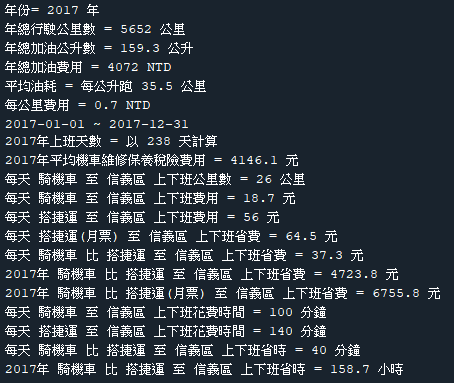 年份= 2017 年
年總行駛公里數 = 5652 公里
年總加油公升數 = 159.3 公升
年總加油費用 = 4072 NTD
平均油耗 = 每公升跑 35.5 公里
每公里費用 = 0.7 NTD
2017-01-01 ~ 2017-12-31
2017年上班天數 = 以 238 天計算
2017年平均機車維修保養稅險費用 = 4146.1 元
每天 騎機車 至 信義區 上下班公里數 = 26 公里
每天 騎機車 至 信義區 上下班費用 = 18.7 元
每天 搭捷運 至 信義區 上下班費用 = 56 元
每天 搭捷運(月票) 至 信義區 上下班省費 = 64.5 元
每天 騎機車 比 搭捷運 至 信義區 上下班省費 = 37.3 元
2017年 騎機車 比 搭捷運 至 信義區 上下班省費 = 4723.8 元
2017年 騎機車 比 搭捷運(月票) 至 信義區 上下班省費 = 6755.8 元
每天 騎機車 至 信義區 上下班花費時間 = 100 分鐘
每天 搭捷運 至 信義區 上下班花費時間 = 140 分鐘
每天 騎機車 比 搭捷運 至 信義區 上下班省時 = 40 分鐘
2017年 騎機車 比 搭捷運 至 信義區 上下班省時 = 158.7 小時